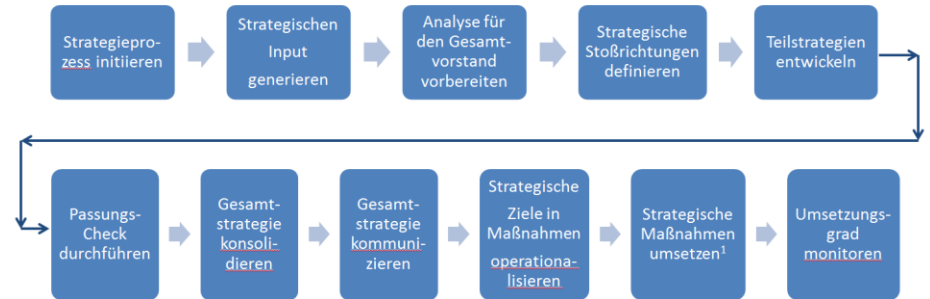 Strategieproz
ess initiieren
Strategischen
Input
generieren
Analyse für
den Gesamt-
vorstand
vorbereiten
Strategische
Stoßrichtungen
definieren
Teilstrategien
entwickeln
Passungs-
Check
durchführen
Gesamt-
strategie
konsoli-
dieren
Gesamt-
strategie
kommuni-
zieren
Strategische
Ziele in
Maßnahmen
operationa-
lisieren
Strategische
Maßnahmen
umsetzen¹
Umsetzungs-
grad
monitoren